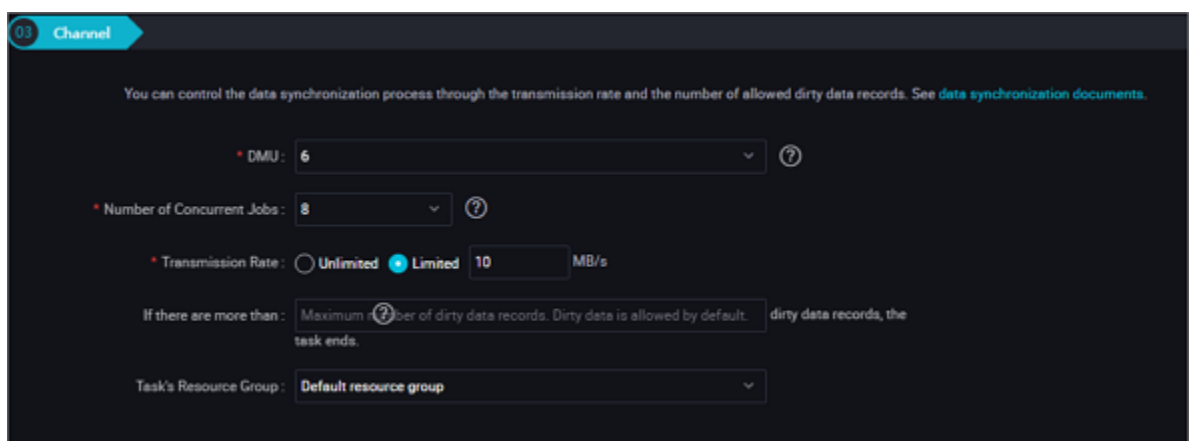 03 Channel
You can control the data synchronization process through the transmission rate and the number of allowed dirty data records. See data synchronization documents.
* DMU : 6 ?
* Number of Concurrent Jobs : 8 ?
* Transmission Rate : Unlimited Limited 10 MB/s
If there are more than : Maximum ?ber of dirty data records. Dirty data is allowed by default. dirty data records, the
task ends.
Task's Resource Group : Default resource group